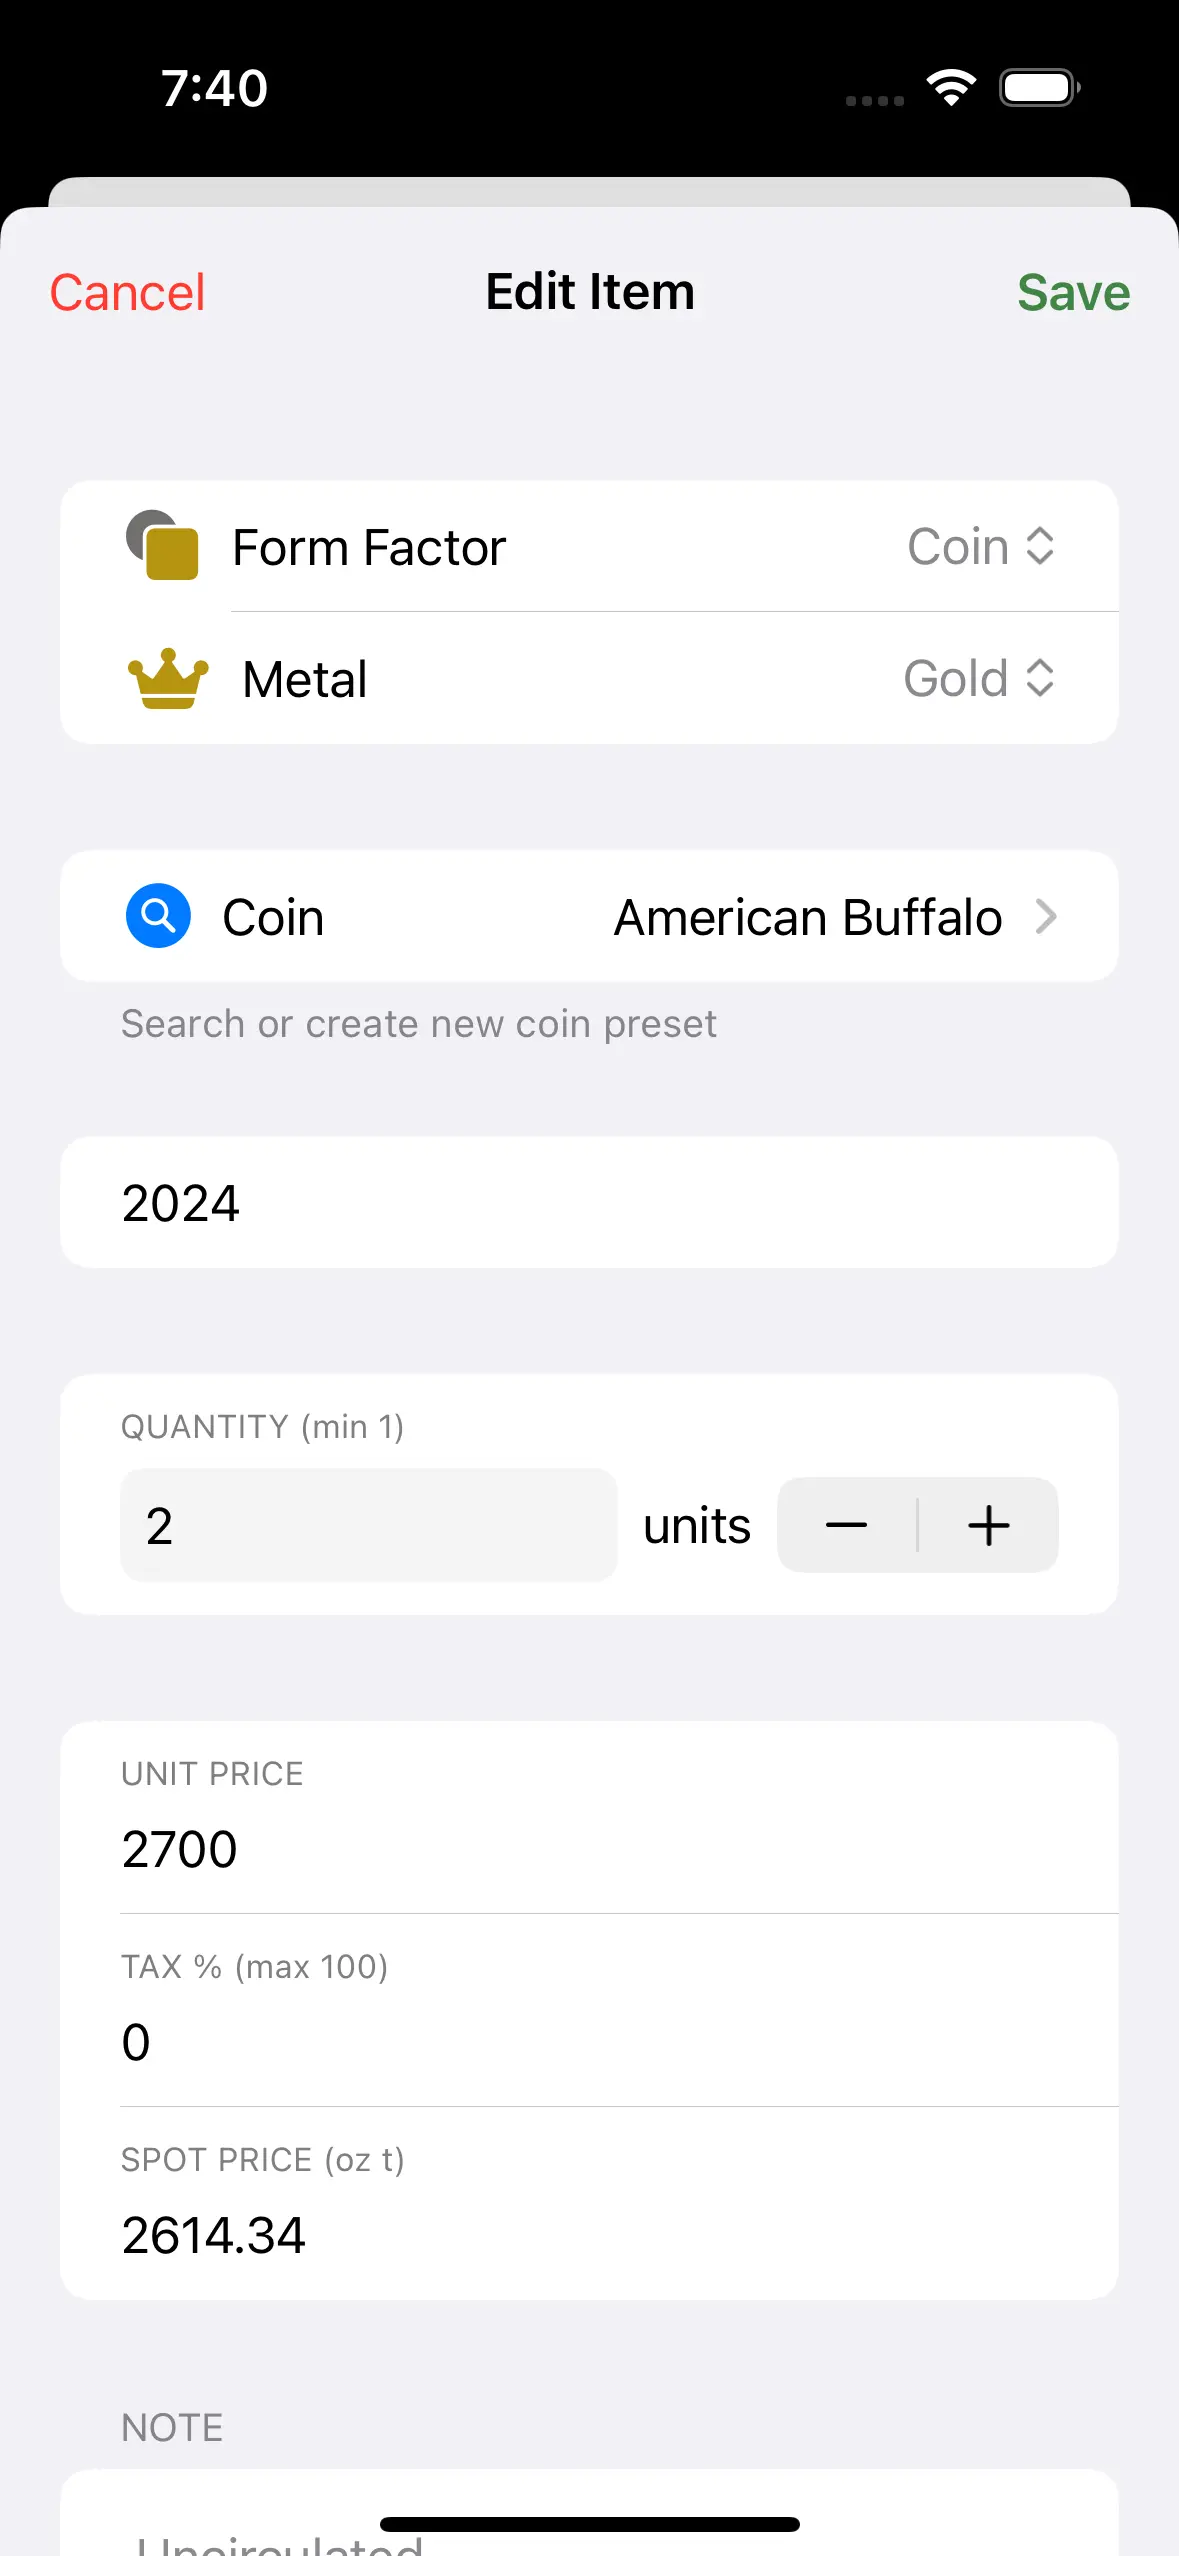 7:40
Cancel Edit Item Save
Form Factor Coin
Metal Gold
Coin American Buffalo
Search or create new coin preset
2024
QUANTITY (min 1)
2 units
UNIT PRICE
2700
TAX % (max 100)
0
SPOT PRICE (oz t)
2614.34
NOTE
Uncirculated